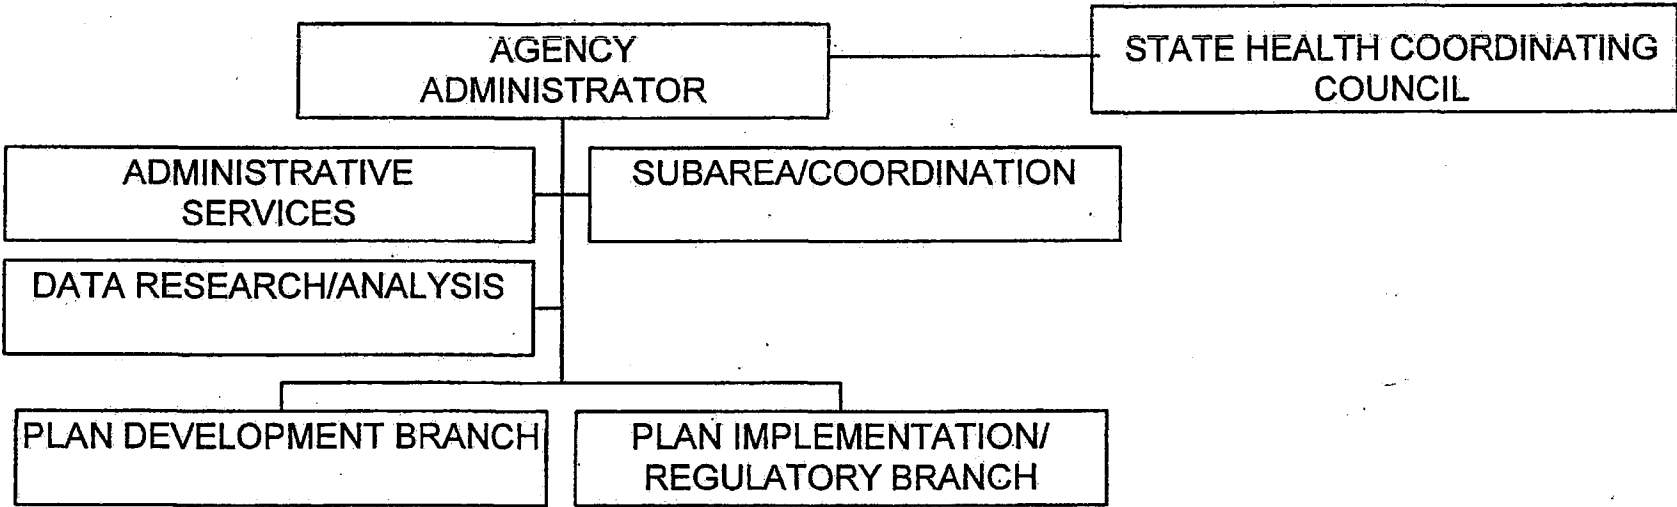 AGENCY
ADMINISTRATOR
STATE HEALTH COORDINATING
COUNCIL
ADMINISTRATIVE
SERVICES
SUBAREA/COORDINATION
DATA RESEARCH/ANALYSIS
PLAN DEVELOPMENT BRANCH
PLAN IMPLEMENTATION/
REGULATORY BRANCH